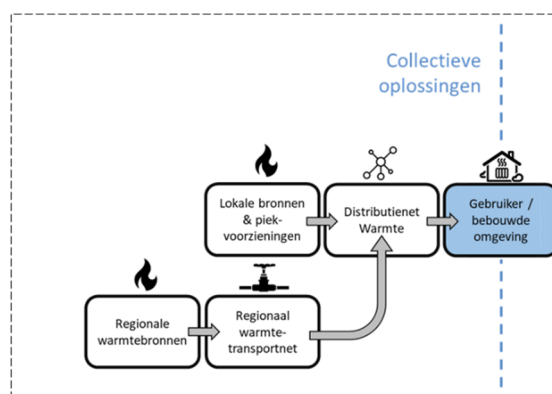 Collectieve
oplossingen
Lokale bronnen
& piek-
voorzieningen
Distributienet
Warmte
Gebruiker /
bebouwde
omgeving
Regionale
warmtebronnen
Regionaal
warmte-
transportnet